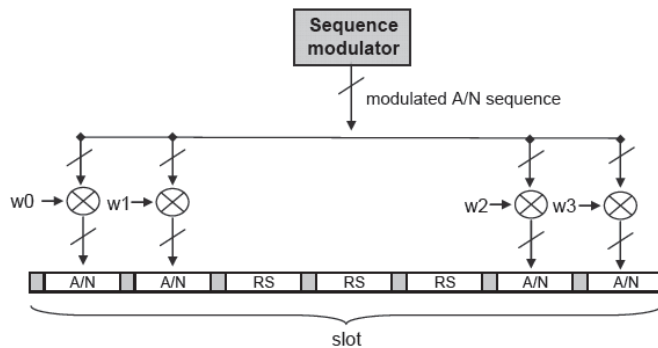 Sequence
modulator
modulated A/N sequence
w0 w1 w2 w3
A/N A/N RS RS RS A/N A/N
slot